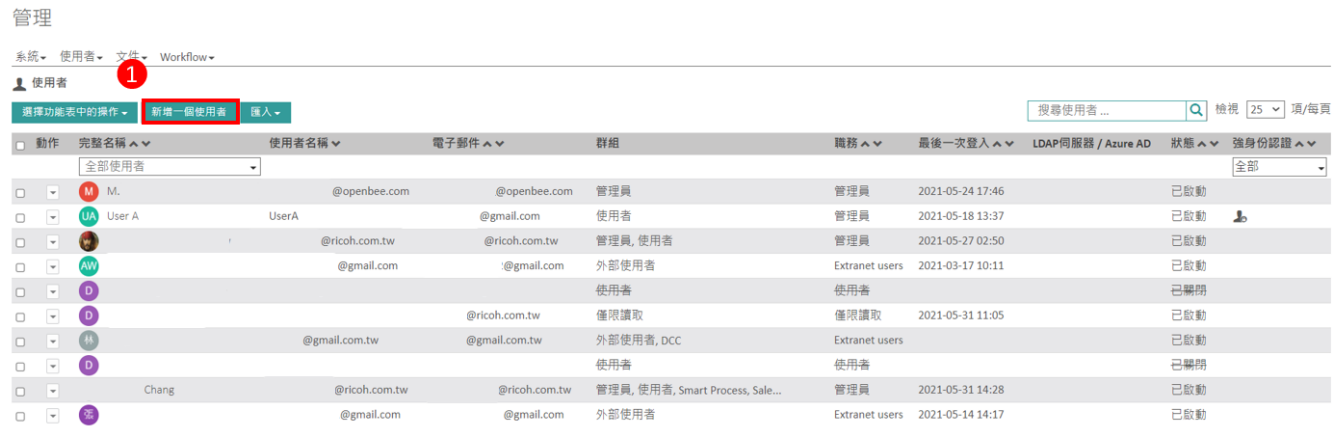 管理
系統 使用者 文件 Workflow
1
使用者
選擇功能表中的操作 新增一個使用者 匯入 搜尋使用者 ... 檢視 25 項/每頁
動作 完整名稱 使用者名稱 電子郵件 群組 職務 最後一次登入 LDAP伺服器 / Azure AD 狀態 強身份認證
全部使用者 全部
M M. @openbee.com @openbee.com 管理員 管理員 2021-05-24 17:46 已啟動
UA User A UserA @gmail.com 使用者 管理員 2021-05-18 13:37 已啟動
@ricoh.com.tw @ricoh.com.tw 管理員, 使用者 管理員 2021-05-27 02:50 已啟動
AW @gmail.com @gmail.com 外部使用者 Extranet users 2021-03-17 10:11 已啟動
D 使用者 使用者 已關閉
D @ricoh.com.tw 僅限讀取 僅限讀取 2021-05-31 11:05 已啟動
林 @gmail.com.tw @gmail.com.tw 外部使用者, DCC Extranet users 已啟動
D 使用者 使用者 已關閉
Chang @ricoh.com.tw @ricoh.com.tw 管理員, 使用者, Smart Process, Sale... 管理員 2021-05-31 14:28 已啟動
張 @gmail.com @gmail.com 外部使用者 Extranet users 2021-05-14 14:17 已啟動